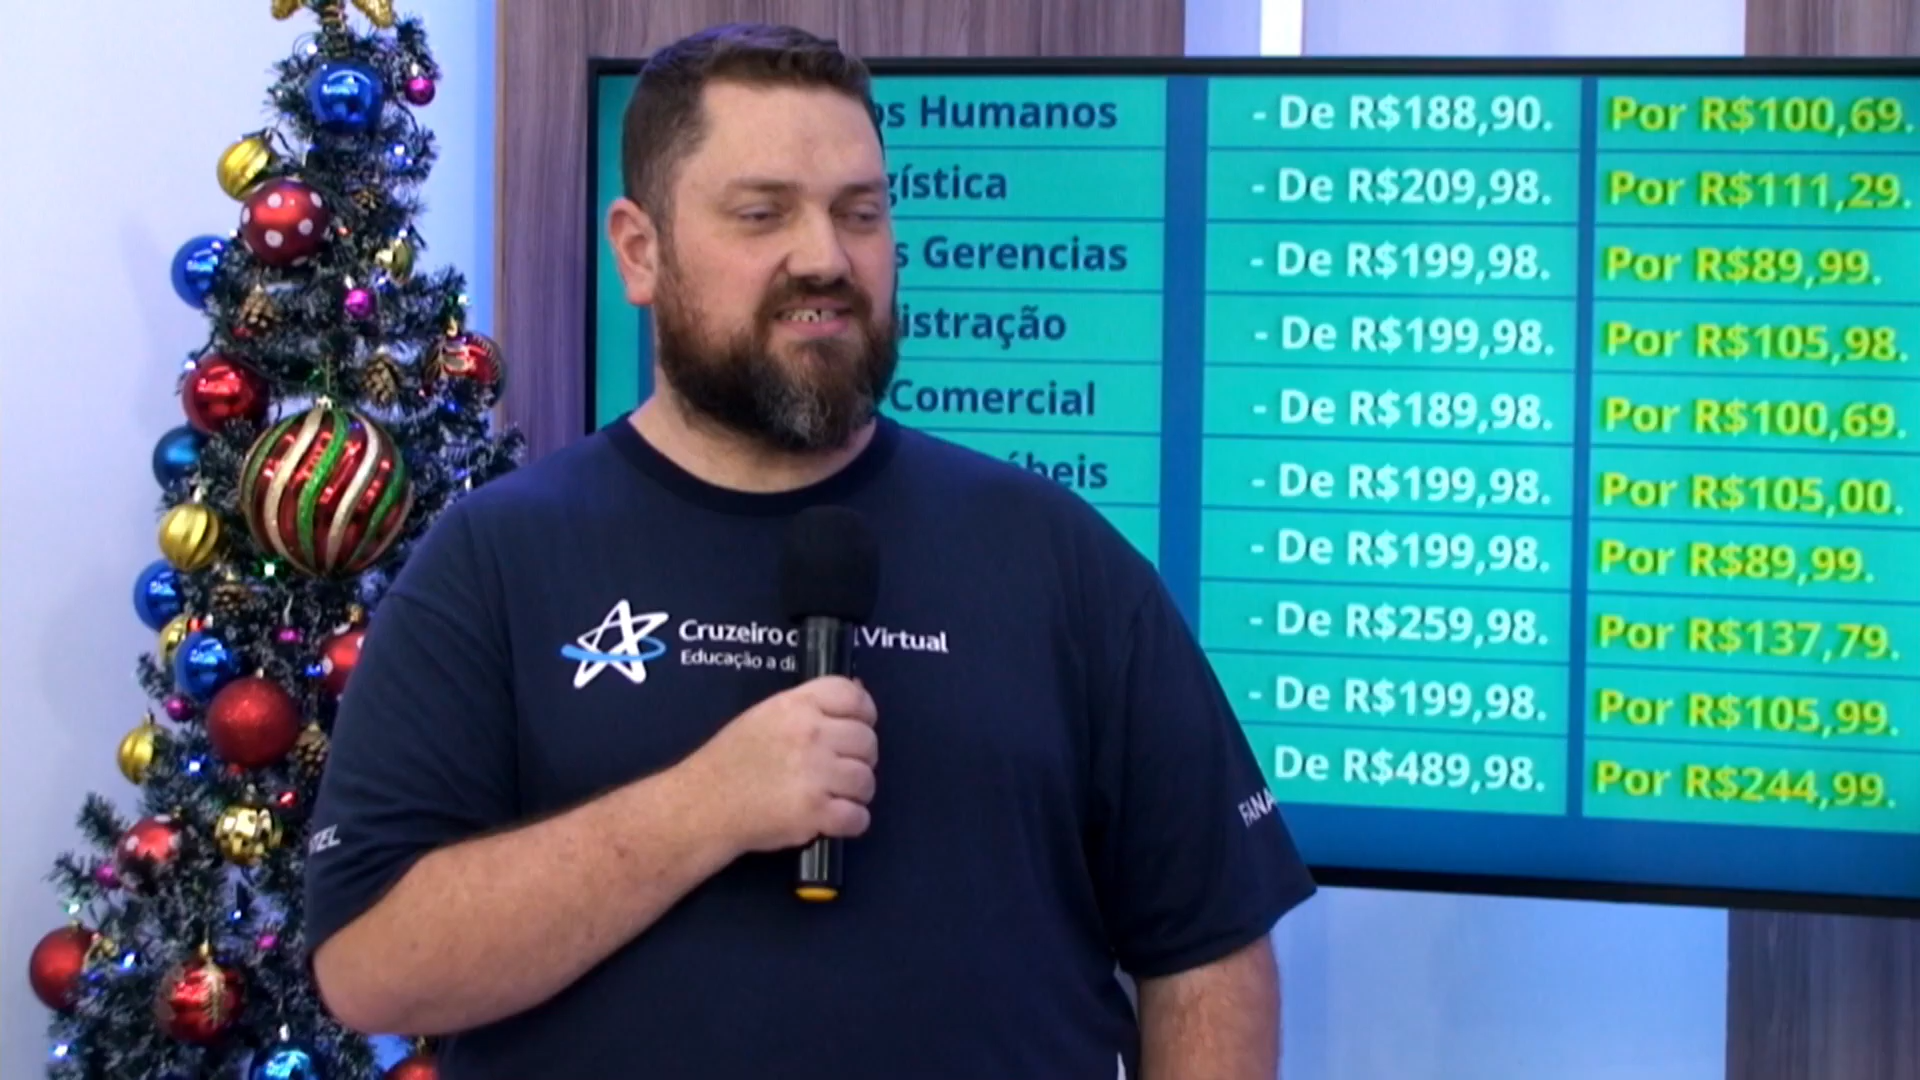 Humanos - De R$188,90. Por R$100,69.
- De R$209,98. Por R$111,29.
Gerencias - De R$199,98. Por R$89,99.
- De R$199,98. Por R$105,98.
Comercial - De R$189,98. Por R$100,69.
- De R$199,98. Por R$105,00.
- De R$199,98. Por R$89,99.
- De R$259,98. Por R$137,79.
- De R$199,98. Por R$105,99.
De R$489,98. Por R$244,99.
Cruzeiro Virtual
Educação a